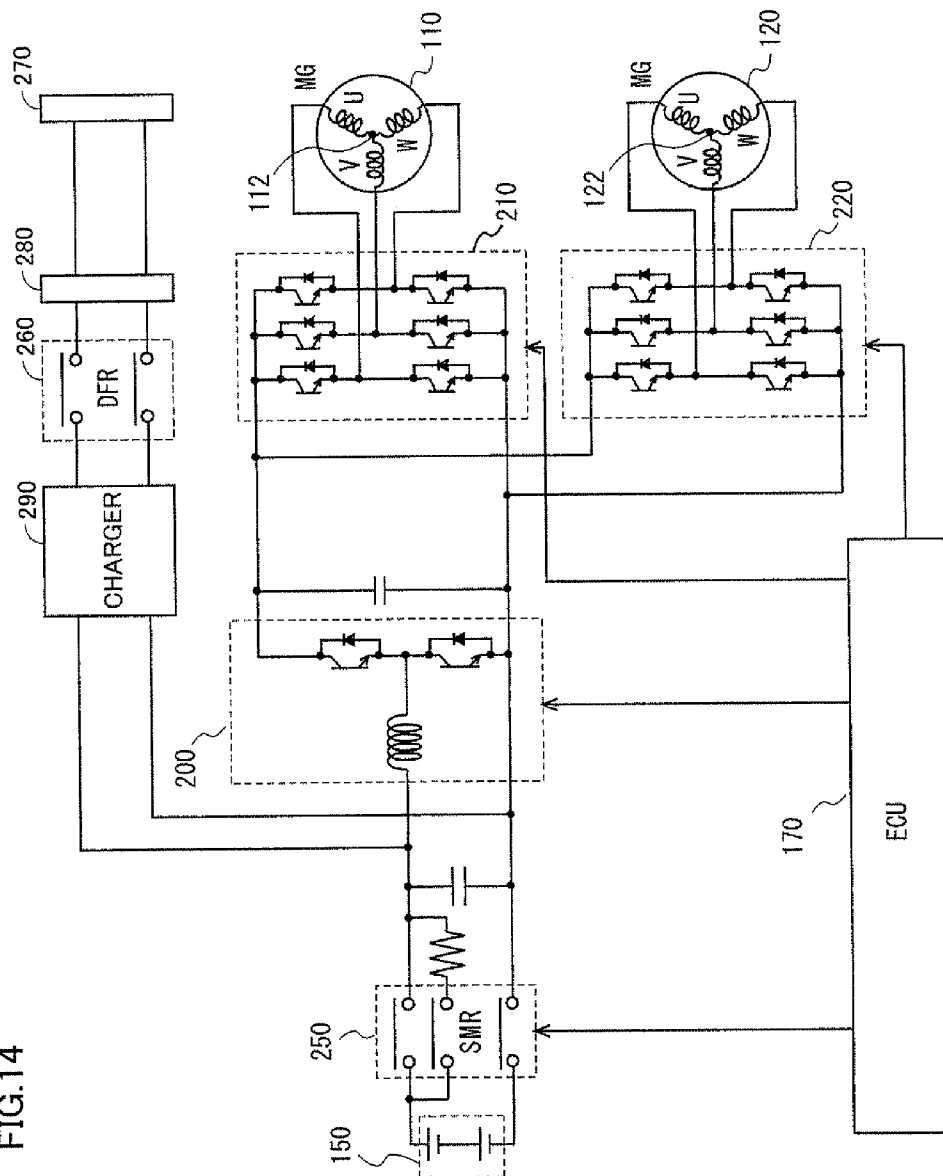 FIG.14
270
280
260
DFR
290
CHARGER
MG
110
U
V
W
112
210
MG
120
U
V
W
122
220
200
250
SMR
150
170
ECU